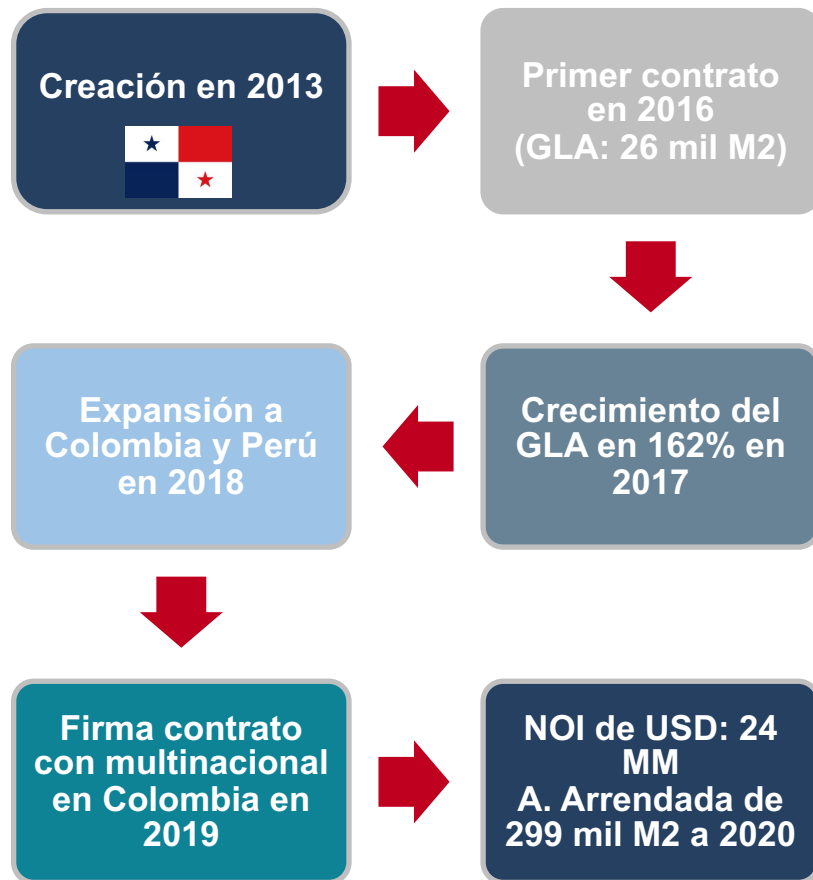 Creación en 2013
Primer contrato
en 2016
(GLA: 26 mil M2)
Crecimiento del
GLA en 162% en
2017
Expansión a
Colombia y Perú
en 2018
Firma contrato
con multinacional
en Colombia en
2019
NOI de USD: 24
MM
A. Arrendada de
299 mil M2 a 2020